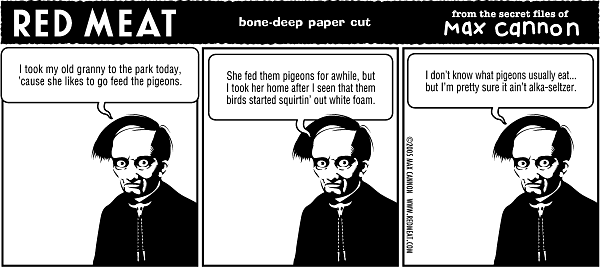 RED MEAT
bone-deep paper cut
from the secret files of
Max cannon
I took my old granny to the park today,
'cause she likes to go feed the pigeons.
She fed them pigeons for awhile, but
I took her home after I seen that them
birds started squirtin' out white foam.
I don't know what pigeons usually eat...
but I'm pretty sure it ain't alka-seltzer.
©2005 MAX CANNON WWW.REDMEAT.COM